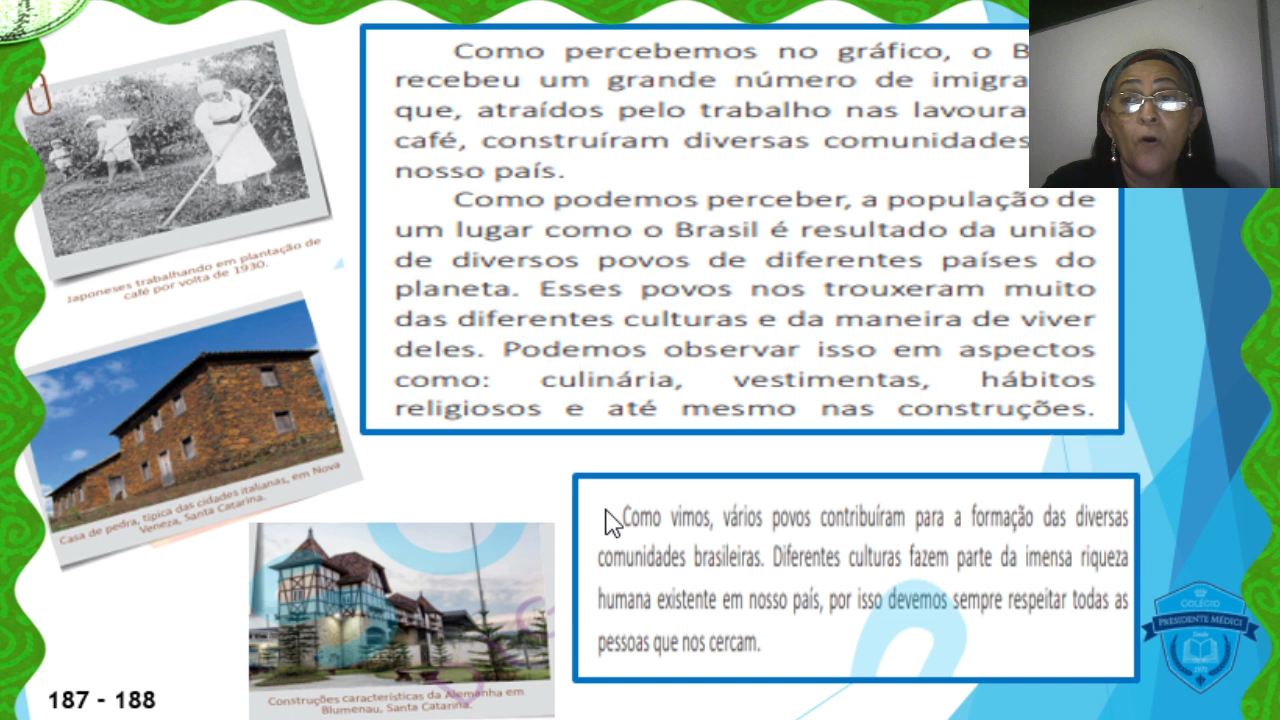 Como percebemos no gráfico, o B
recebeu um grande número de imigra
que, atraídos pelo trabalho nas lavoura
café, construíram diversas comunidades
nosso país.
Como podemos perceber, a população de
um lugar como o Brasil é resultado da união
de diversos povos de diferentes países do
planeta. Esses povos nos trouxeram muito
das diferentes culturas e da maneira de viver
deles. Podemos observar isso em aspectos
como: culinária, vestimentas, hábitos
religiosos e até mesmo nas construções.
Japoneses trabalhando em plantação de
café por volta de 1930.
Casa de pedra, típica das cidades italianas, em Nova
Veneza, Santa Catarina.
Construções características da Alemanha em
Blumenau, Santa Catarina.
Como vimos, vários povos contribuíram para a formação das diversas
comunidades brasileiras. Diferentes culturas fazem parte da imensa riqueza
humana existente em nosso país, por isso devemos sempre respeitar todas as
pessoas que nos cercam.
COLÉGIO
PRESIDENTE MÉDICI
187 - 188